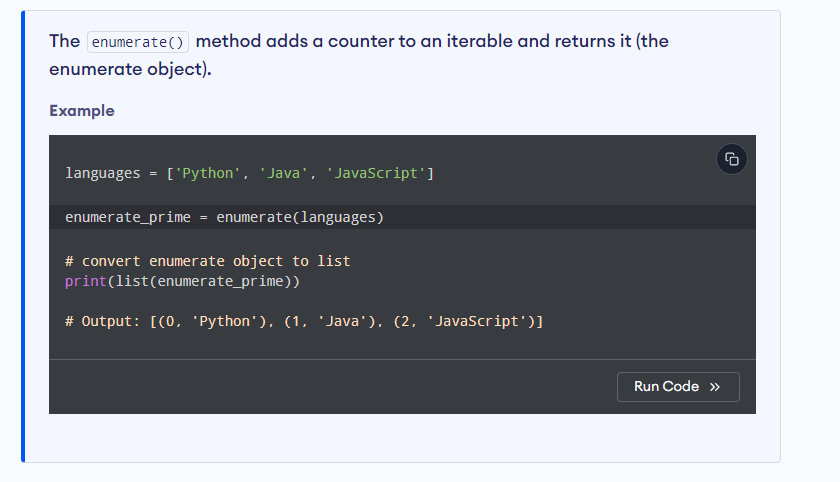 The enumerate() method adds a counter to an iterable and returns it (the
enumerate object).
Example
languages = ['Python', 'Java', 'JavaScript']
enumerate_prime = enumerate(languages)
# convert enumerate object to list
print(list(enumerate_prime))
# Output: [(0, 'Python'), (1, 'Java'), (2, 'JavaScript')]
Run Code »